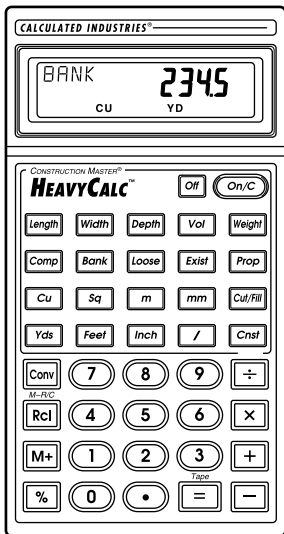 CALCULATED INDUSTRIES®
BANK 234.5
CU YD
CONSTRUCTION MASTER®
HEAVYCALC™ Off On/C
Length Width Depth Vol Weight
Comp Bank Loose Exist Prop
Cu Sq m mm Cut/Fill
Yds Feet Inch / Cnst
Conv 7 8 9 ÷
M-R/C
Rcl 4 5 6 ×
M+ 1 2 3 +
Tape
% 0 • = −